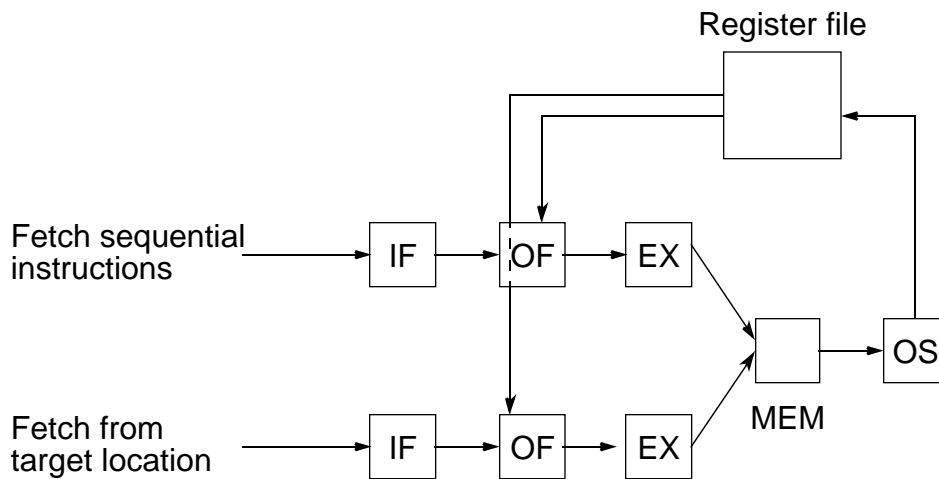 Register file
Fetch sequential
instructions
IF
OF
EX
OS
MEM
Fetch from
target location
IF
OF
EX